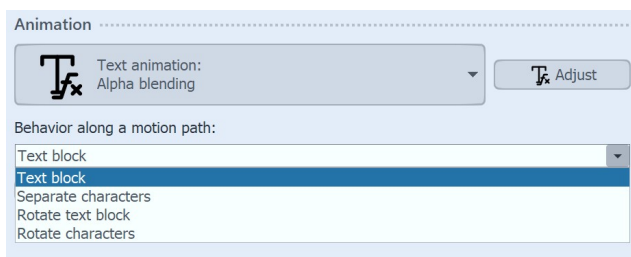 Animation
Text animation:
Alpha blending
Adjust
Behavior along a motion path:
Text block
Text block
Separate characters
Rotate text block
Rotate characters